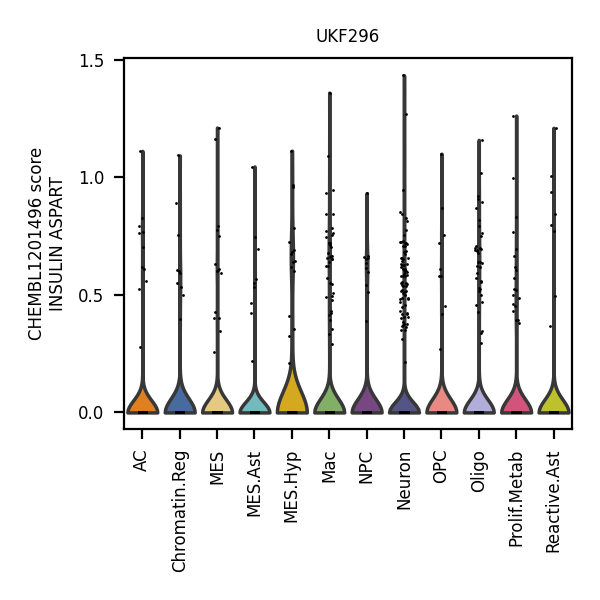 UKF296
CHEMBL1201496 score
INSULIN ASPART
1.5
1.0
0.5
0.0
AC
Chromatin.Reg
MES
MES.Ast
MES.Hyp
Mac
NPC
Neuron
OPC
Oligo
Prolif.Metab
Reactive.Ast